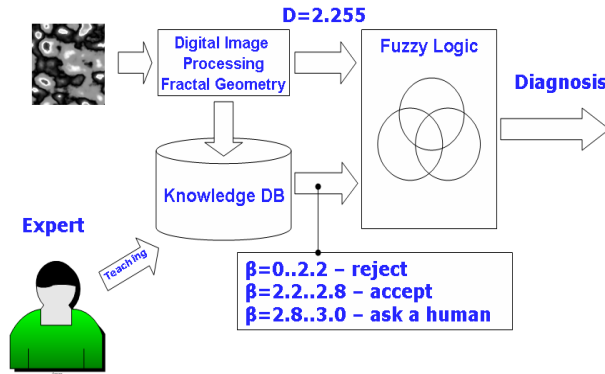 D=2.255
Digital Image
Processing
Fractal Geometry
Fuzzy Logic
Diagnosis
Knowledge DB
Expert
Teaching
β=0..2.2 – reject
β=2.2..2.8 – accept
β=2.8..3.0 – ask a human